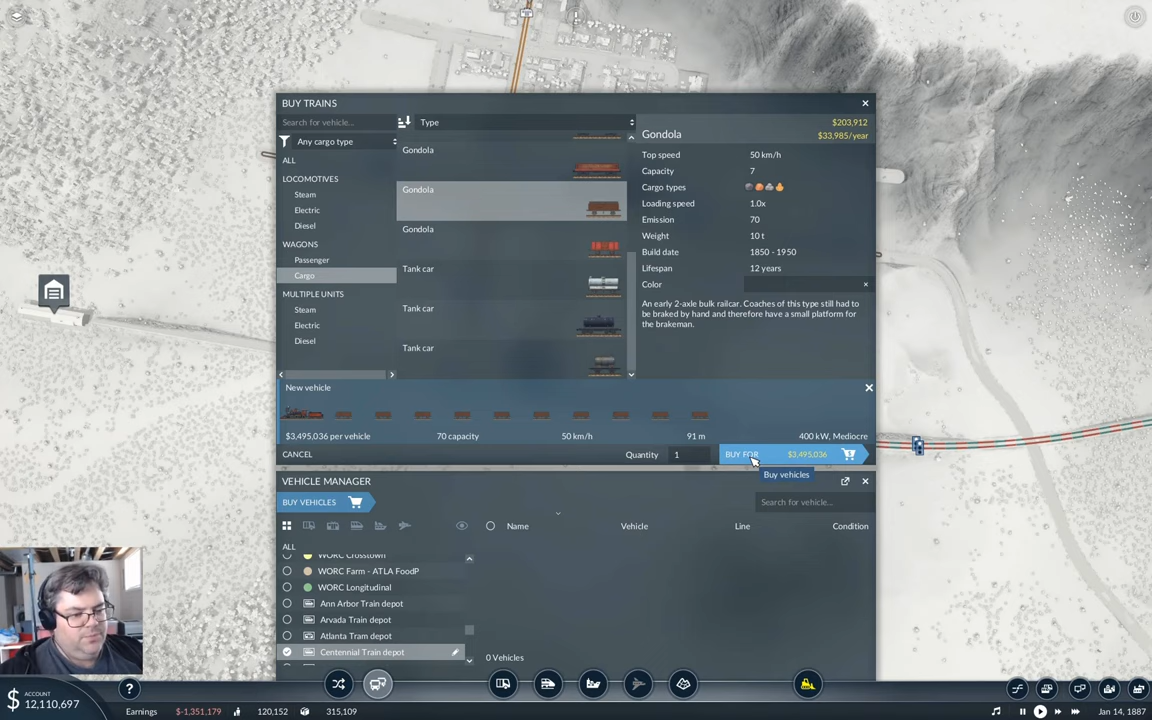 BUY TRAINS
Search for vehicle...
Type
Any cargo type
ALL
LOCOMOTIVES
Steam
Electric
Diesel
WAGONS
Passenger
Cargo
MULTIPLE UNITS
Steam
Electric
Diesel
Gondola
Gondola
Gondola
Tank car
Tank car
Tank car
$203,912
Gondola
$33,985/year
Top speed 50 km/h
Capacity 7
Cargo types
Loading speed 1.0x
Emission 70
Weight 10 t
Build date 1850 - 1950
Lifespan 12 years
Color
An early 2-axle bulk railcar. Coaches of this type still had to
be braked by hand and therefore have a small platform for
the brakeman.
New vehicle
$3,495,036 per vehicle 70 capacity 50 km/h 91 m 400 kW, Mediocre
CANCEL Quantity 1 BUY FOR $3,495,036
Buy vehicles
VEHICLE MANAGER
BUY VEHICLES
Search for vehicle...
Name Vehicle Line Condition
ALL
WORC Crosstown
WORC Farm - ATLA FoodP
WORC Longitudinal
Ann Arbor Train depot
Arvada Train depot
Atlanta Tram depot
Centennial Train depot
0 Vehicles
$ ACCOUNT
12,110,697
?
Earnings $-1,351,179 120,152 315,109
Jan 14, 1887